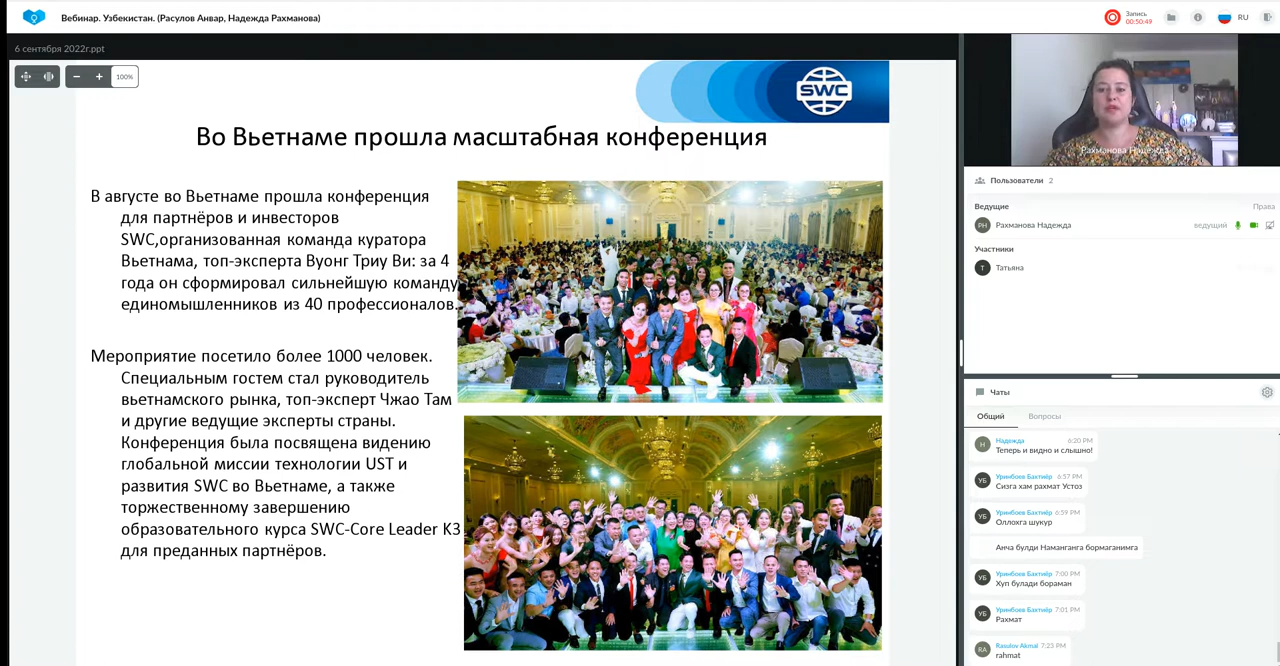 Вебинар. Узбекистан. (Расулов Анвар, Надежда Рахманова)
Запись
00:50:49
RU
6 сентября 2022г.ppt
100%
SWC
Во Вьетнаме прошла масштабная конференция
В августе во Вьетнаме прошла конференция
для партнёров и инвесторов
SWC,организованная команда куратора
Вьетнама, топ-эксперта Вуонг Триу Ви: за 4
года он сформировал сильнейшую команду
единомышленников из 40 профессионалов.
Мероприятие посетило более 1000 человек.
Специальным гостем стал руководитель
вьетнамского рынка, топ-эксперт Чжао Там
и другие ведущие эксперты страны.
Конференция была посвящена видению
глобальной миссии технологии UST и
развития SWC во Вьетнаме, а также
торжественному завершению
образовательного курса SWC-Core Leader K3
для преданных партнёров.
Рахманова Надежда
Пользователи 2
Ведущие Права
РН Рахманова Надежда ведущий
Участники
Т Татьяна
Чаты
Общий Вопросы
Н Надежда 6:20 PM
Теперь и видно и слышно!
УБ Уринбоев Бахтиёр 6:57 PM
Сизга хам рахмат Устоз
УБ Уринбоев Бахтиёр 6:59 PM
Оллохга шукур
Анча булди Наманганга бормаганимга
УБ Уринбоев Бахтиёр 7:00 PM
Хуп булади бораман
УБ Уринбоев Бахтиёр 7:01 PM
Рахмат
RA Rasulov Akmal 7:23 PM
rahmat